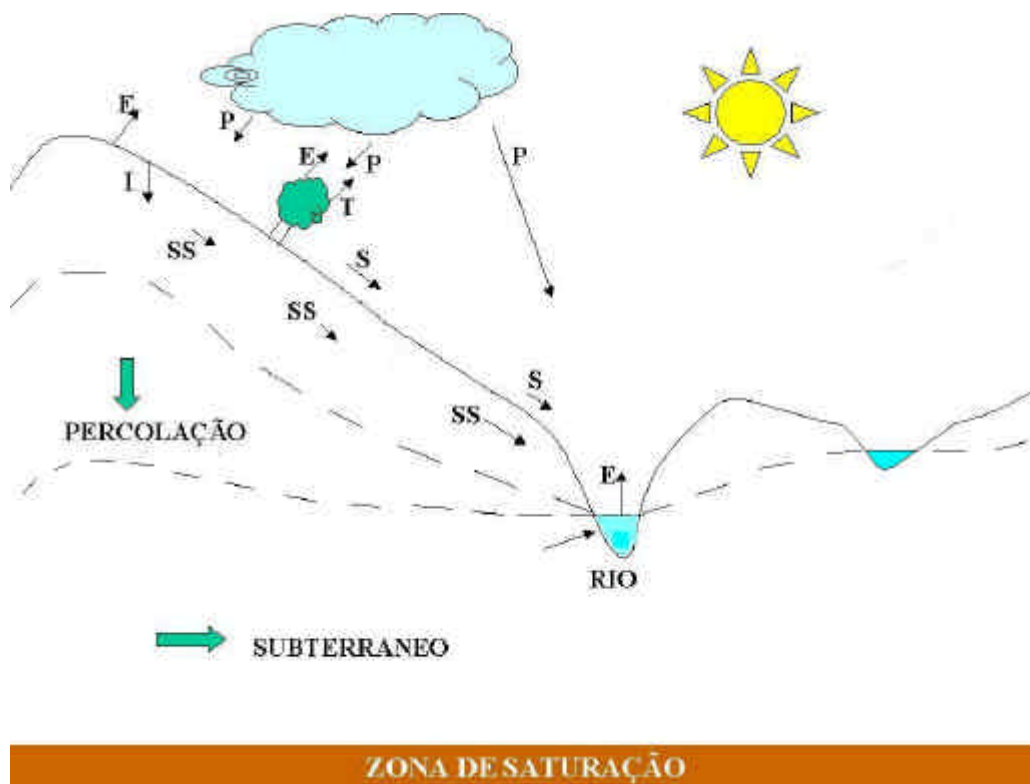 E
P
P
P
E
T
I
SS
S
SS
S
SS
PERCOLAÇÃO
E
RIO
SUBTERRANEO
ZONA DE SATURAÇÃO